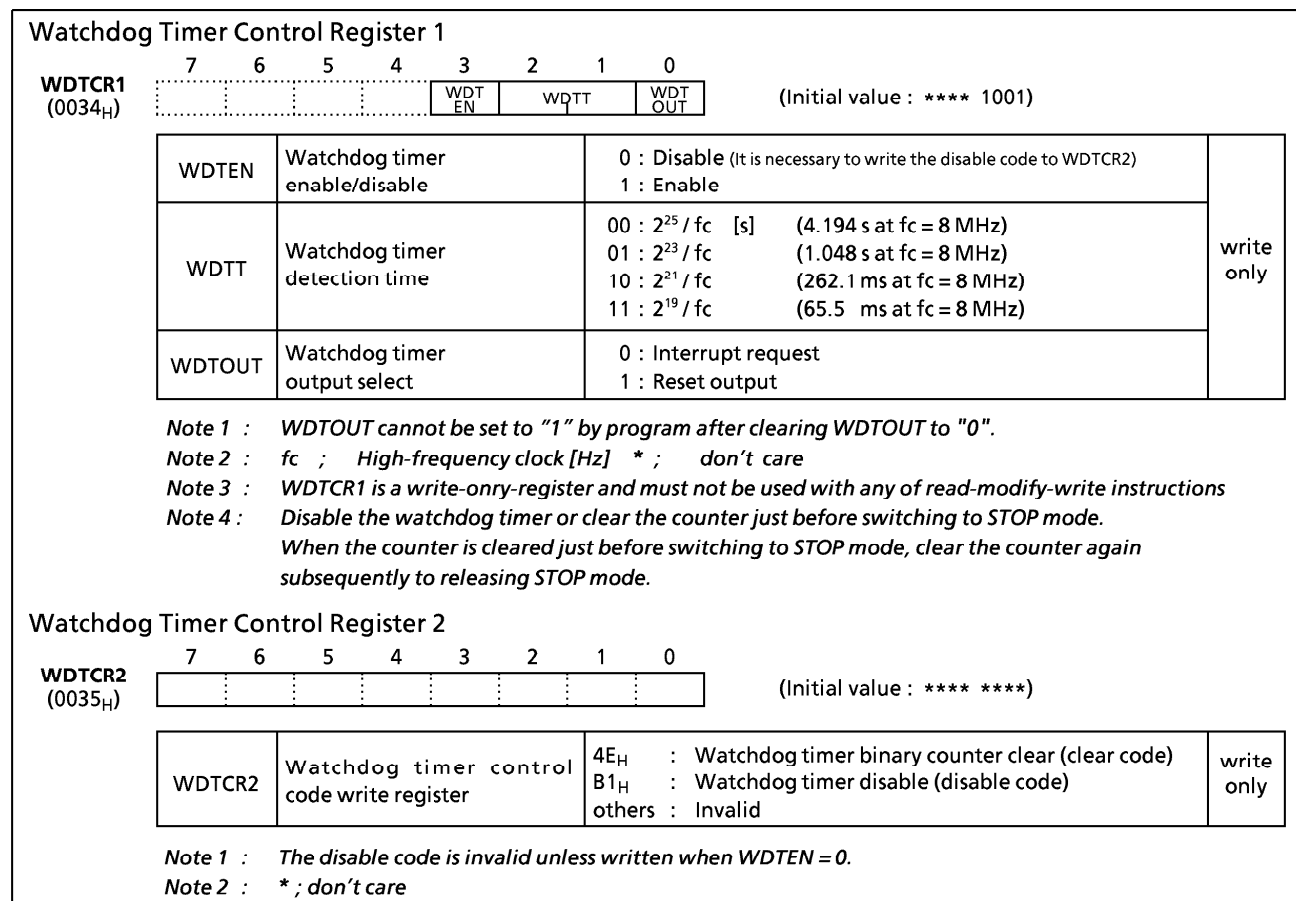 Watchdog Timer Control Register 1
7 6 5 4 3 2 1 0
WDTCR1 (0034H) WDT EN WDTT WDT OUT (Initial value : **** 1001)
WDTEN Watchdog timer enable/disable 0 : Disable (It is necessary to write the disable code to WDTCR2)
1 : Enable
WDTT Watchdog timer detection time 00 : 2²⁵ / fc [s] (4.194 s at fc = 8 MHz)
01 : 2²³ / fc (1.048 s at fc = 8 MHz)
10 : 2²¹ / fc (262.1 ms at fc = 8 MHz)
11 : 2¹⁹ / fc (65.5 ms at fc = 8 MHz)
write only
WDTOUT Watchdog timer output select 0 : Interrupt request
1 : Reset output
Note 1 : WDTOUT cannot be set to "1" by program after clearing WDTOUT to "0".
Note 2 : fc ; High-frequency clock [Hz] * ; don't care
Note 3 : WDTCR1 is a write-onry-register and must not be used with any of read-modify-write instructions
Note 4 : Disable the watchdog timer or clear the counter just before switching to STOP mode.
When the counter is cleared just before switching to STOP mode, clear the counter again
subsequently to releasing STOP mode.
Watchdog Timer Control Register 2
7 6 5 4 3 2 1 0
WDTCR2 (0035H) (Initial value : **** ****)
WDTCR2 Watchdog timer control code write register 4EH : Watchdog timer binary counter clear (clear code)
B1H : Watchdog timer disable (disable code)
others : Invalid
write only
Note 1 : The disable code is invalid unless written when WDTEN = 0.
Note 2 : * ; don't care